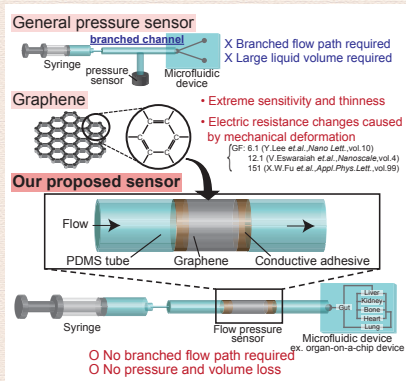 General pressure sensor
branched channel
Syringe
pressure
sensor
Microfluidic
device
X Branched flow path required
X Large liquid volume required
Graphene
• Extreme sensitivity and thinness
• Electric resistance changes caused
by mechanical deformation
GF: 6.1 (Y.Lee et al.,Nano Lett.,vol.10)
12.1 (V.Eswaraiah et al.,Nanoscale,vol.4)
151 (X.W.Fu et al.,Appl.Phys.Lett.,vol.99)
C C
C C
C C
Our proposed sensor
Flow
PDMS tube
Graphene
Conductive adhesive
Syringe
Flow pressure
sensor
Gut
Liver
Kidney
Bone
Heart
Lung
Microfluidic device
ex. organ-on-a-chip device
O No branched flow path required
O No pressure and volume loss